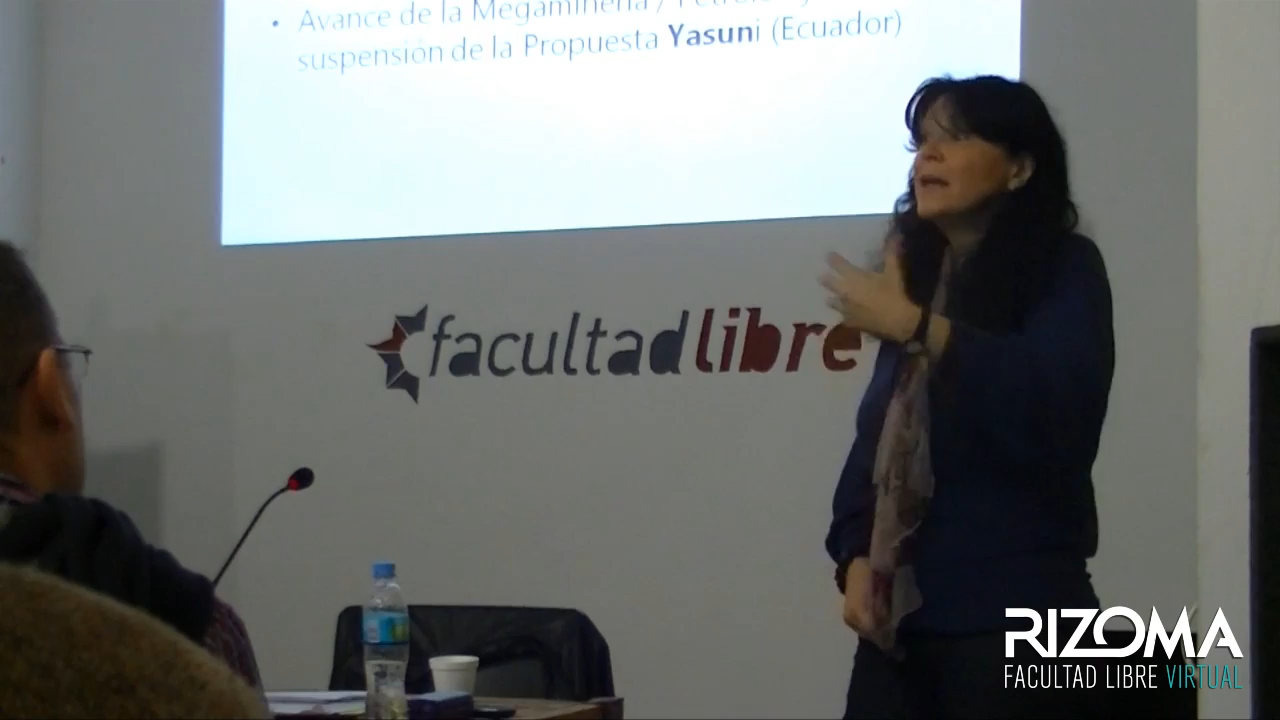 • Avance de la Megaminería / Petróleo y
suspensión de la Propuesta Yasuni (Ecuador)
facultadlibre
RIZOMA
FACULTAD LIBRE VIRTUAL